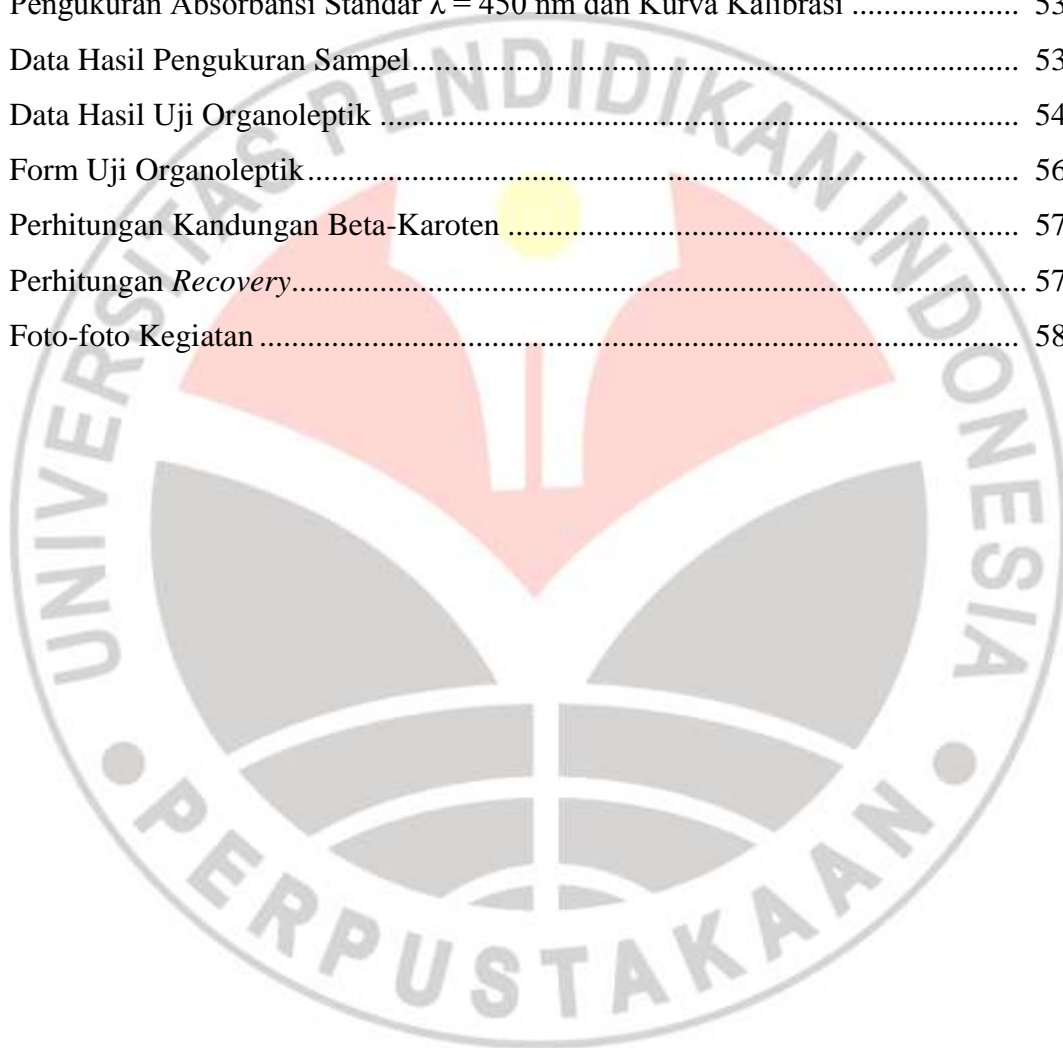 Pengukuran Absorbansi Standar λ = 450 nm dan Kurva Kalibrasi ..................... 53
Data Hasil Pengukuran Sampel............................................................................. 53
Data Hasil Uji Organoleptik ................................................................................. 54
Form Uji Organoleptik.......................................................................................... 56
Perhitungan Kandungan Beta-Karoten ................................................................. 57
Perhitungan Recovery............................................................................................ 57
Foto-foto Kegiatan ................................................................................................ 58
UNIVERSITAS PENDIDIKAN INDONESIA
PERPUSTAKAAN